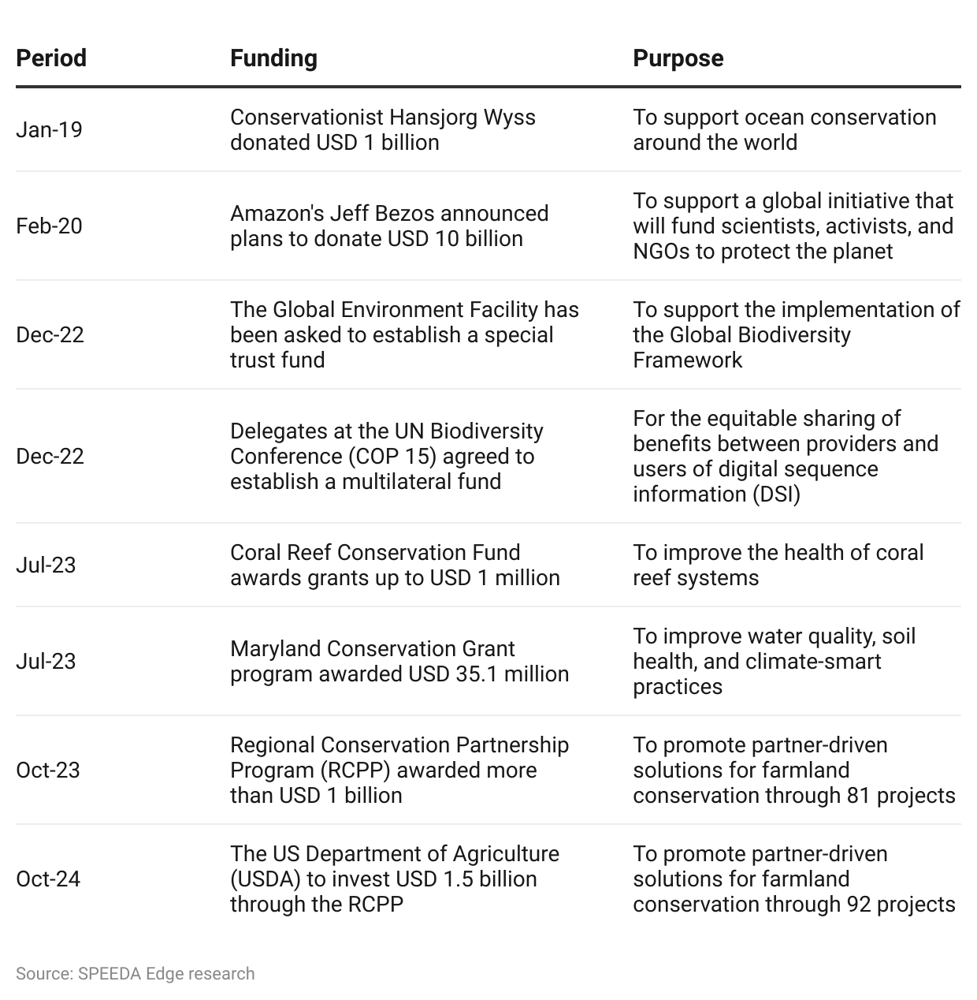 Period Funding Purpose
Jan-19
Conservationist Hansjorg Wyss
donated USD 1 billion
To support ocean conservation
around the world
Feb-20
Amazon's Jeff Bezos announced
plans to donate USD 10 billion
To support a global initiative that
will fund scientists, activists, and
NGOs to protect the planet
Dec-22
The Global Environment Facility has
been asked to establish a special
trust fund
To support the implementation of
the Global Biodiversity
Framework
Dec-22
Delegates at the UN Biodiversity
Conference (COP 15) agreed to
establish a multilateral fund
For the equitable sharing of
benefits between providers and
users of digital sequence
information (DSI)
Jul-23
Coral Reef Conservation Fund
awards grants up to USD 1 million
To improve the health of coral
reef systems
Jul-23
Maryland Conservation Grant
program awarded USD 35.1 million
To improve water quality, soil
health, and climate-smart
practices
Oct-23
Regional Conservation Partnership
Program (RCPP) awarded more
than USD 1 billion
To promote partner-driven
solutions for farmland
conservation through 81 projects
Oct-24
The US Department of Agriculture
(USDA) to invest USD 1.5 billion
through the RCPP
To promote partner-driven
solutions for farmland
conservation through 92 projects
Source: SPEEDA Edge research